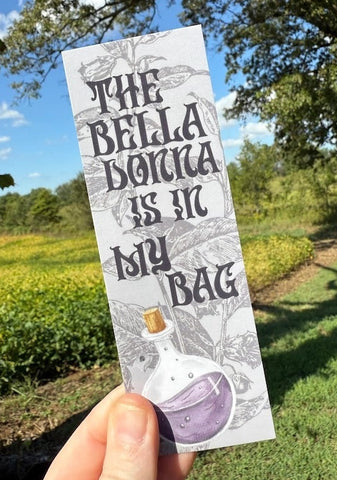 THE
BELLA
DONNA
IS IN
MY
BAG